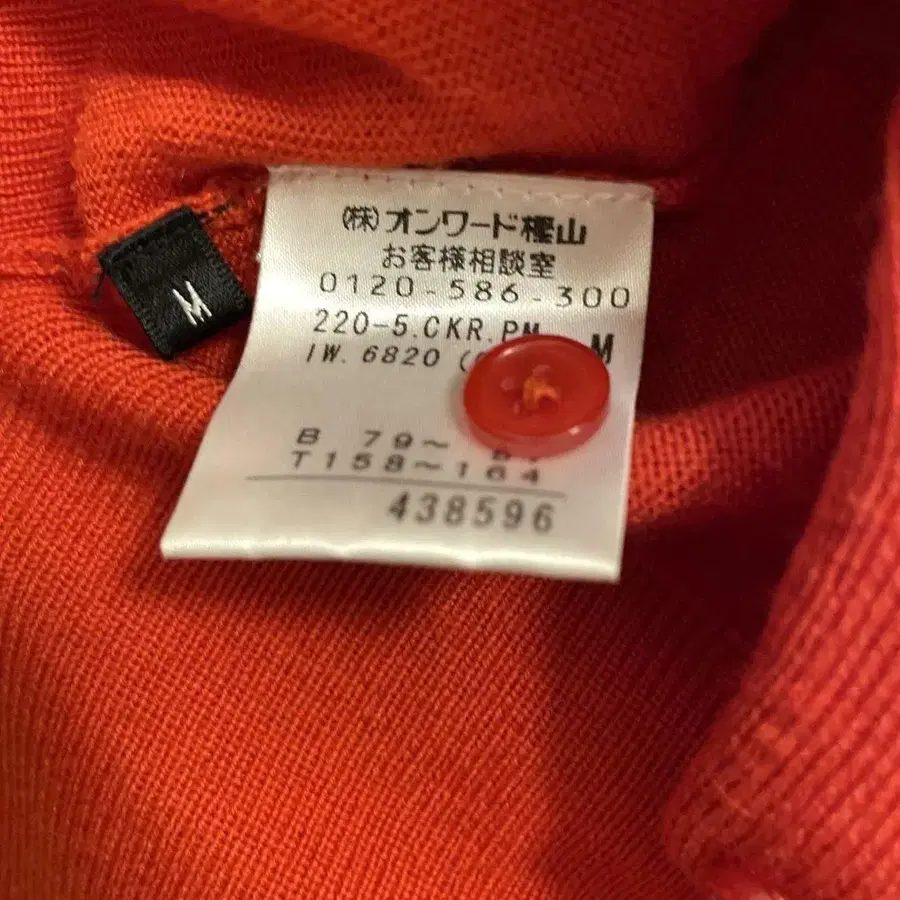 (株)オンワード樫山
お客様相談室
0120-586-300
220-5.CKR.PM M
IW.6820
B 79~
T158~164
438596
M